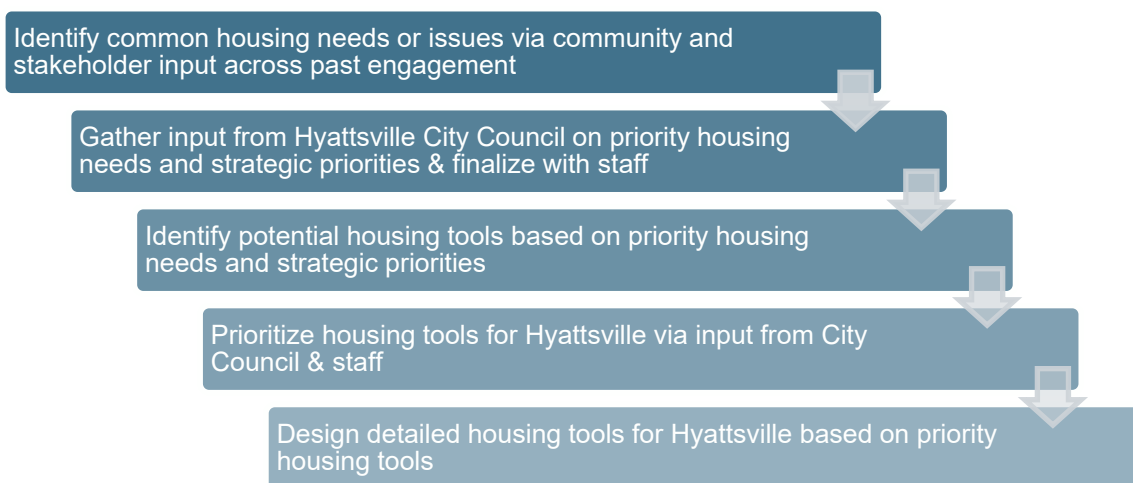 Identify common housing needs or issues via community and
stakeholder input across past engagement
Gather input from Hyattsville City Council on priority housing
needs and strategic priorities & finalize with staff
Identify potential housing tools based on priority housing
needs and strategic priorities
Prioritize housing tools for Hyattsville via input from City
Council & staff
Design detailed housing tools for Hyattsville based on priority
housing tools